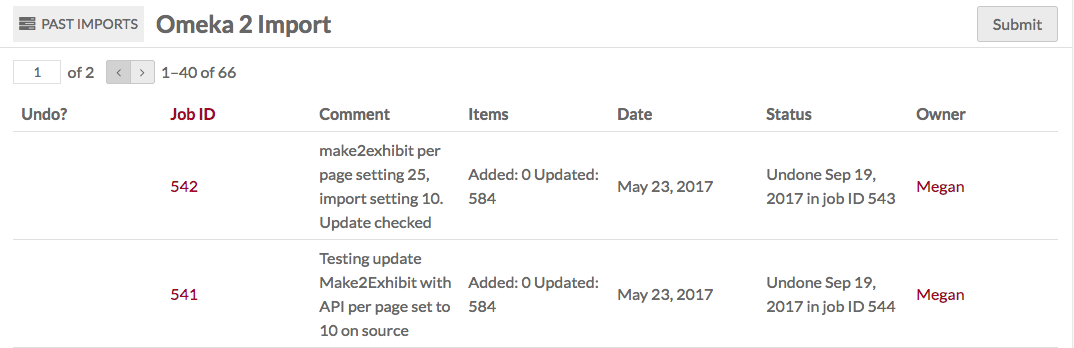 PAST IMPORTS Omeka 2 Import Submit
1 of 2 < > 1–40 of 66
Undo? Job ID Comment Items Date Status Owner
make2exhibit per
page setting 25,
import setting 10.
Update checked
542
Added: 0 Updated:
584
May 23, 2017
Undone Sep 19,
2017 in job ID 543
Megan
Testing update
Make2Exhibit with
API per page set to
10 on source
541
Added: 0 Updated:
584
May 23, 2017
Undone Sep 19,
2017 in job ID 544
Megan